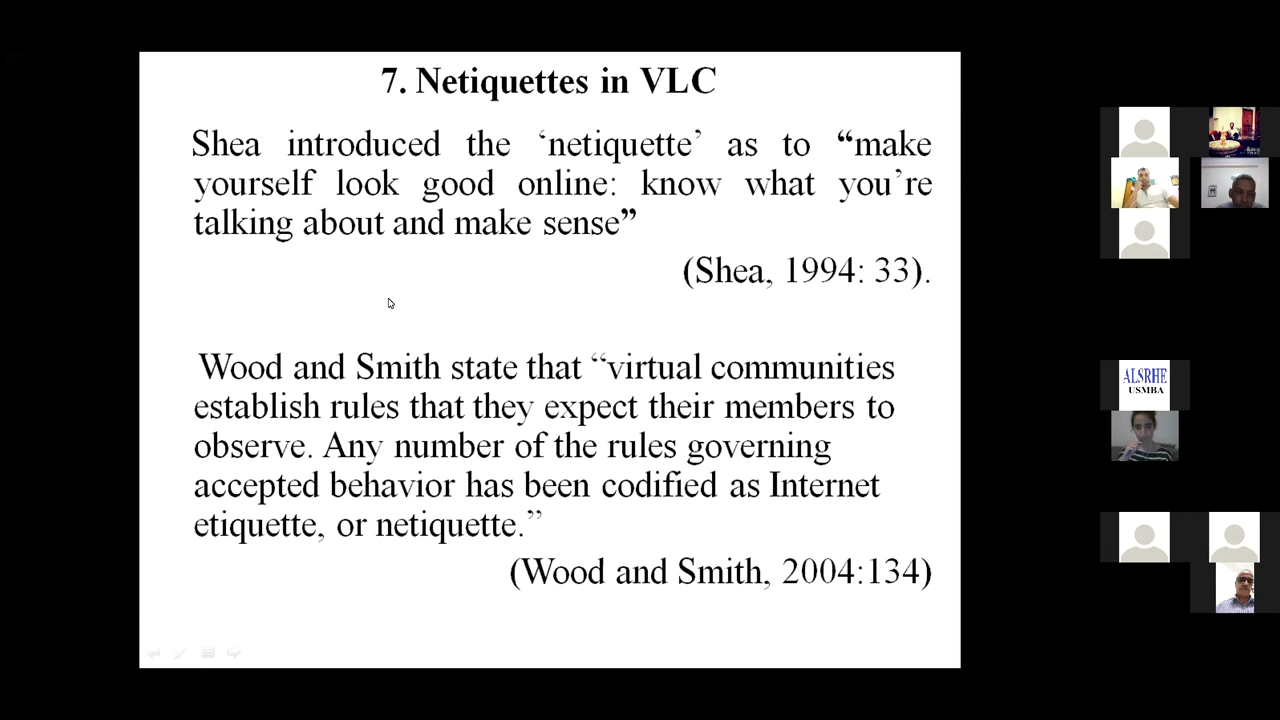 7. Netiquettes in VLC
Shea introduced the ‘netiquette’ as to “make
yourself look good online: know what you’re
talking about and make sense”
(Shea, 1994: 33).
Wood and Smith state that “virtual communities
establish rules that they expect their members to
observe. Any number of the rules governing
accepted behavior has been codified as Internet
etiquette, or netiquette.”
(Wood and Smith, 2004:134)
ALSRHE
USMBA